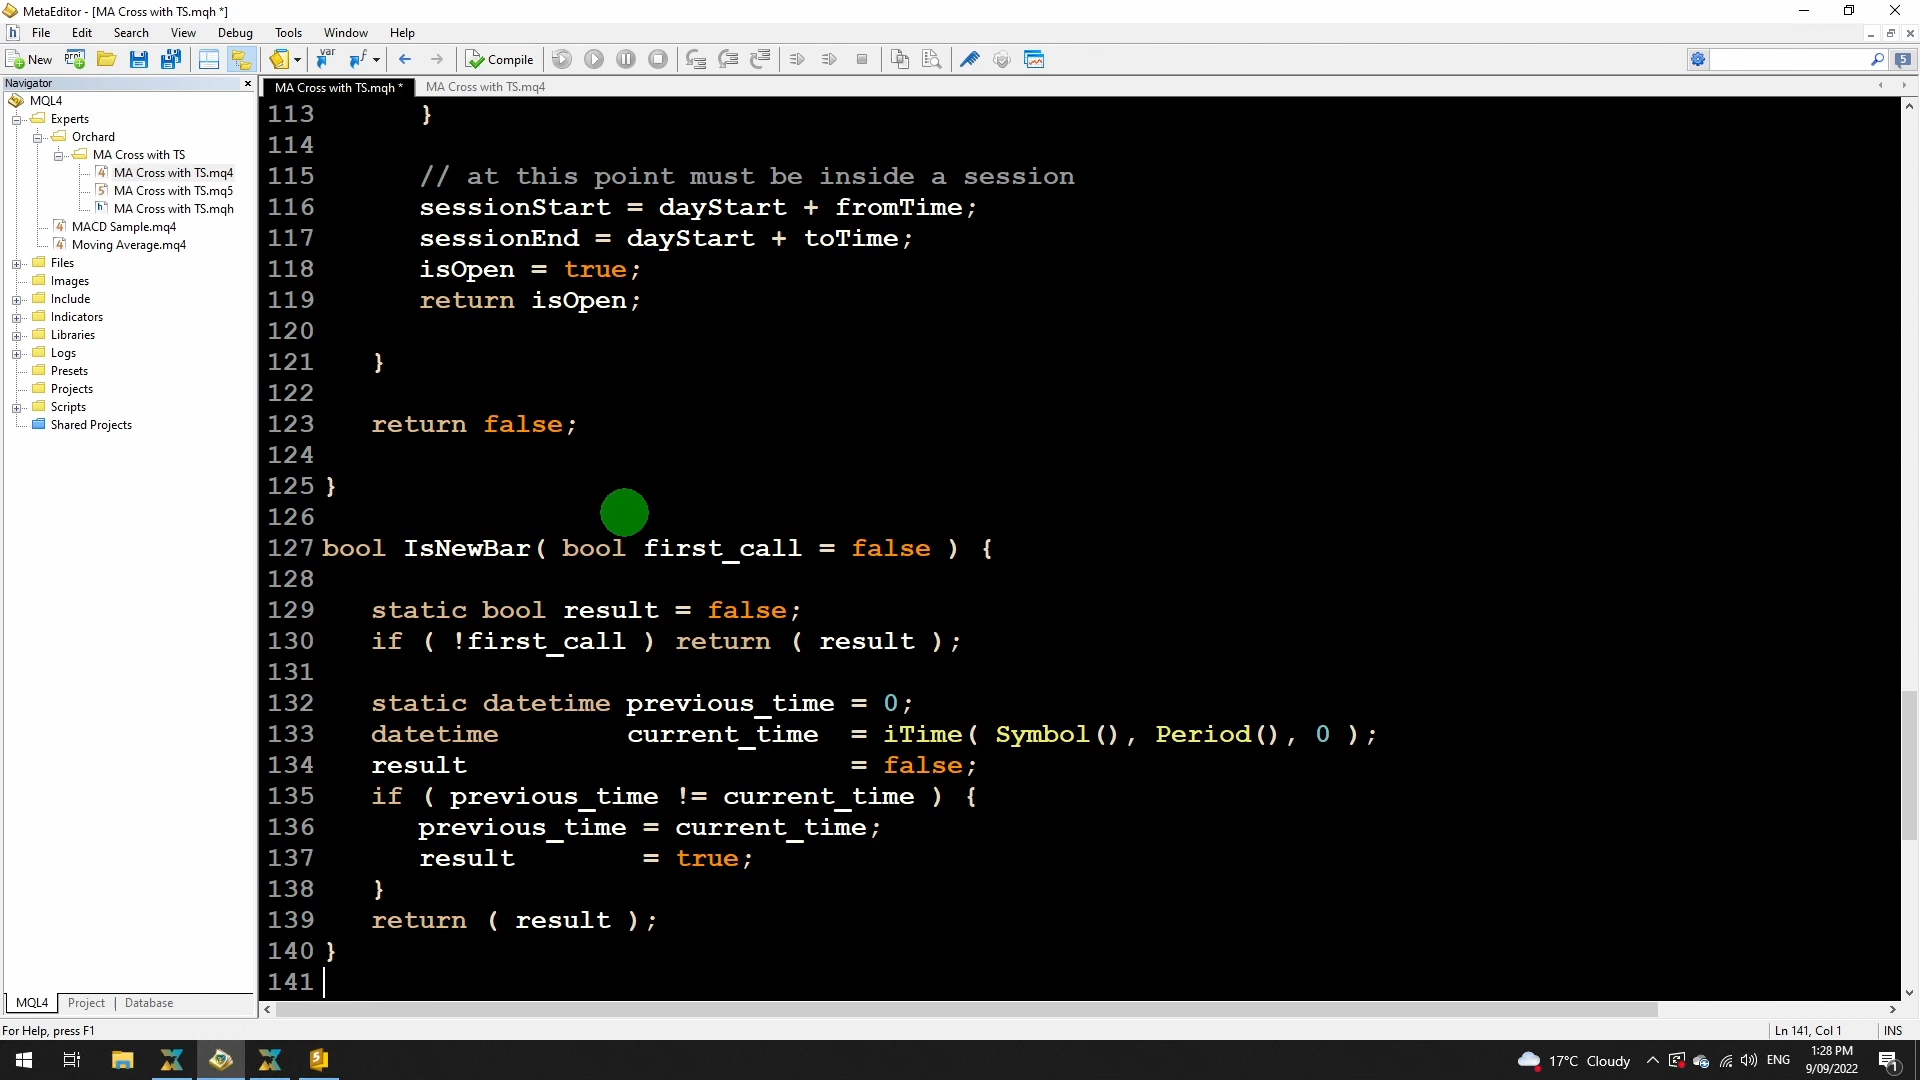 MetaEditor - [MA Cross with TS.mqh *]
File Edit Search View Debug Tools Window Help
New Compile 5
Navigator
MQL4
Experts
Orchard
MA Cross with TS
MA Cross with TS.mq4
MA Cross with TS.mq5
MA Cross with TS.mqh
MACD Sample.mq4
Moving Average.mq4
Files
Images
Include
Indicators
Libraries
Logs
Presets
Projects
Scripts
Shared Projects
MQL4 Project Database
MA Cross with TS.mqh * MA Cross with TS.mq4
113 }
114
115 // at this point must be inside a session
116 sessionStart = dayStart + fromTime;
117 sessionEnd = dayStart + toTime;
118 isOpen = true;
119 return isOpen;
120
121 }
122
123 return false;
124
125 }
126
127 bool IsNewBar( bool first_call = false ) {
128
129 static bool result = false;
130 if ( !first_call ) return ( result );
131
132 static datetime previous_time = 0;
133 datetime current_time = iTime( Symbol(), Period(), 0 );
134 result = false;
135 if ( previous_time != current_time ) {
136 previous_time = current_time;
137 result = true;
138 }
139 return ( result );
140 }
141
For Help, press F1 Ln 141, Col 1 INS
17°C Cloudy ENG 1:28 PM
9/09/2022